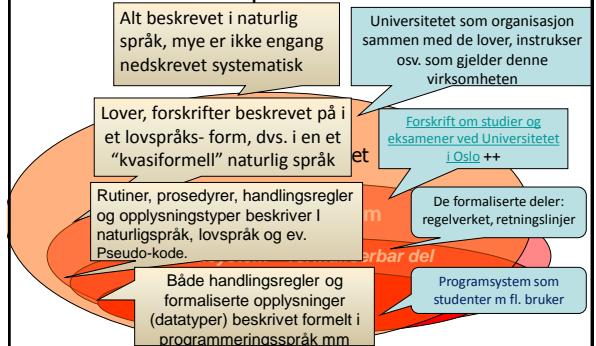 Alt beskrevet i naturlig
språk, mye er ikke engang
nedskrevet systematisk
Universitetet som organisasjon
sammen med de lover, instrukser
osv. som gjelder denne
virksomheten
Lover, forskrifter beskrevet på i
et lovspråks- form, dvs. i en et
“kvasiformell” naturlig språk
et
Forskrift om studier og
eksamener ved Universitetet
i Oslo ++
Rutiner, prosedyrer, handlingsregler
og opplysningstyper beskriver I
naturligspråk, lovspråk og ev.
Pseudo-kode.
m
De formaliserte deler:
regelverket, retningslinjer
erbar del
Både handlingsregler og
formaliserte opplysninger
(datatyper) beskrevet formelt i
programmeringsspråk mm
Programsystem som
studenter m fl. bruker